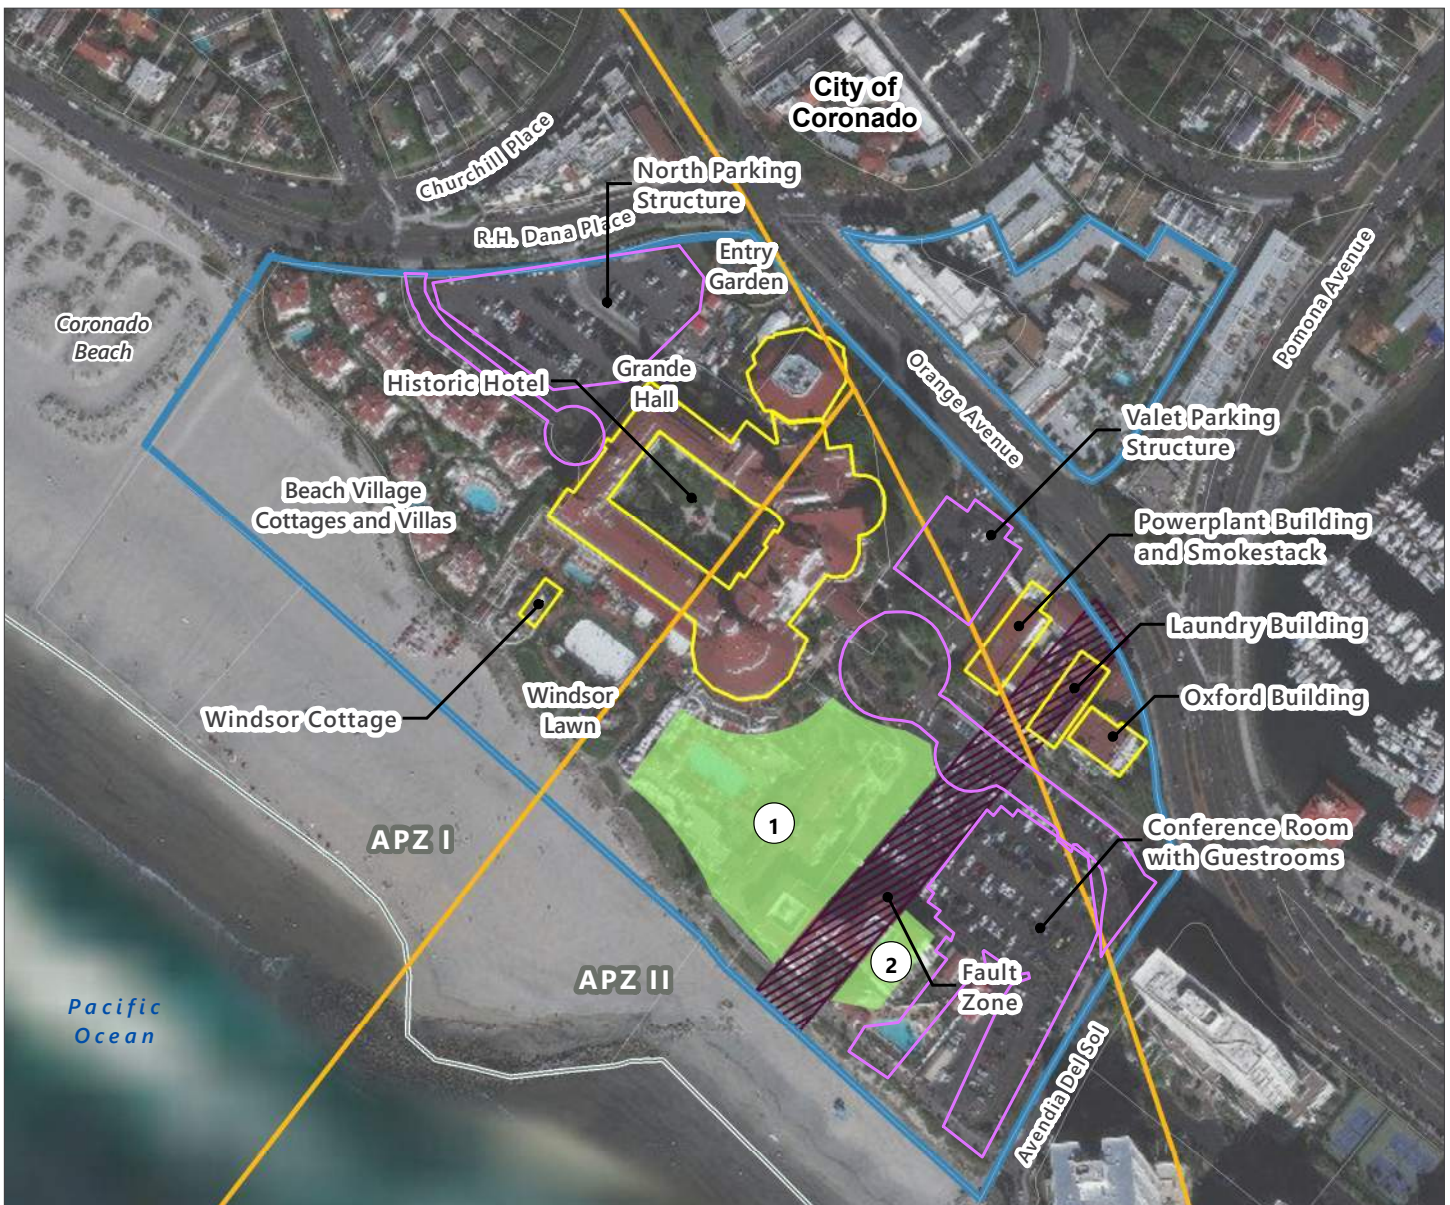 City of
Coronado
Churchill Place
North Parking
Structure
R.H. Dana Place
Entry
Garden
Pomona Avenue
Coronado
Beach
Historic Hotel
Grande
Hall
Orange Avenue
Valet Parking
Structure
Beach Village
Cottages and Villas
Powerplant Building
and Smokestack
Laundry Building
Windsor Cottage
Windsor
Lawn
Oxford Building
APZ I
1
Conference Room
with Guestrooms
APZ II
2
Fault
Zone
Pacific
Ocean
Avendia Del Sol